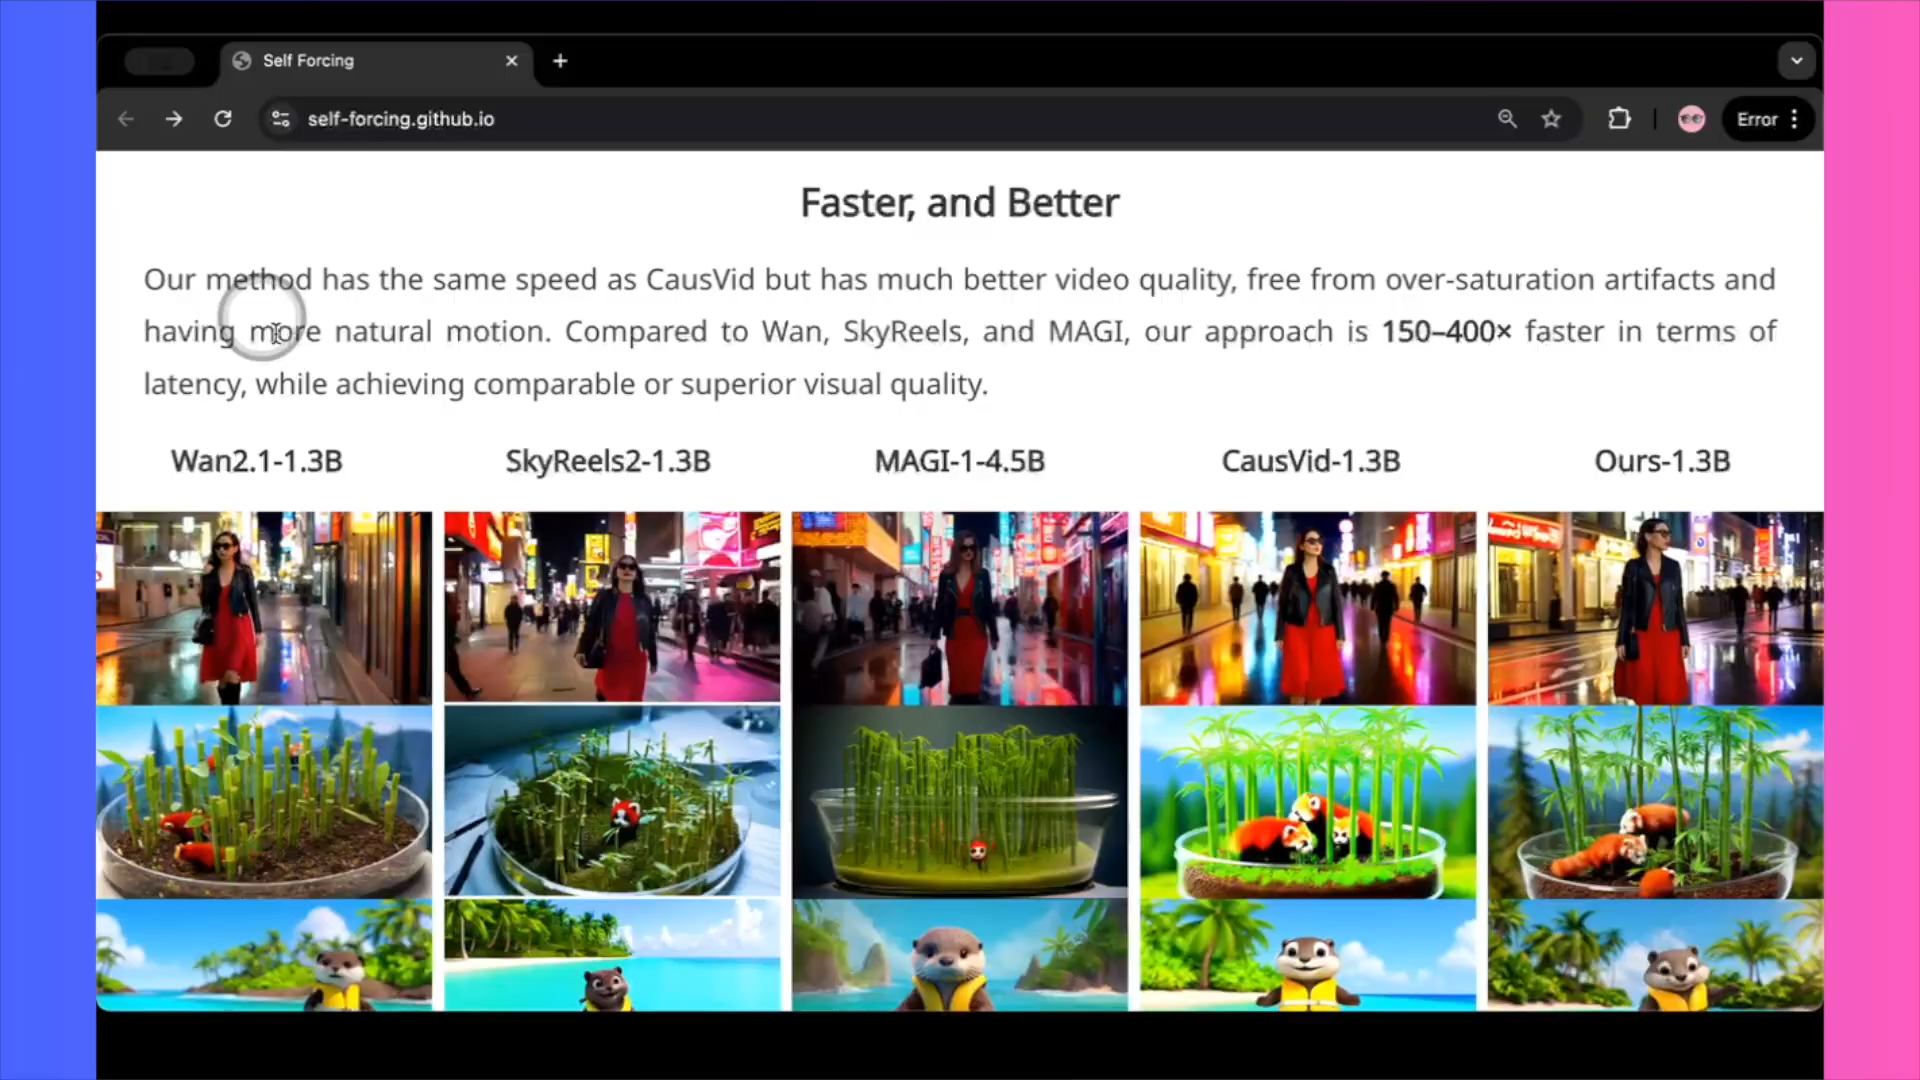 Self Forcing
self-forcing.github.io
Error
Faster, and Better
Our method has the same speed as CausVid but has much better video quality, free from over-saturation artifacts and
having more natural motion. Compared to Wan, SkyReels, and MAGI, our approach is 150–400× faster in terms of
latency, while achieving comparable or superior visual quality.
Wan2.1-1.3B
SkyReels2-1.3B
MAGI-1-4.5B
CausVid-1.3B
Ours-1.3B